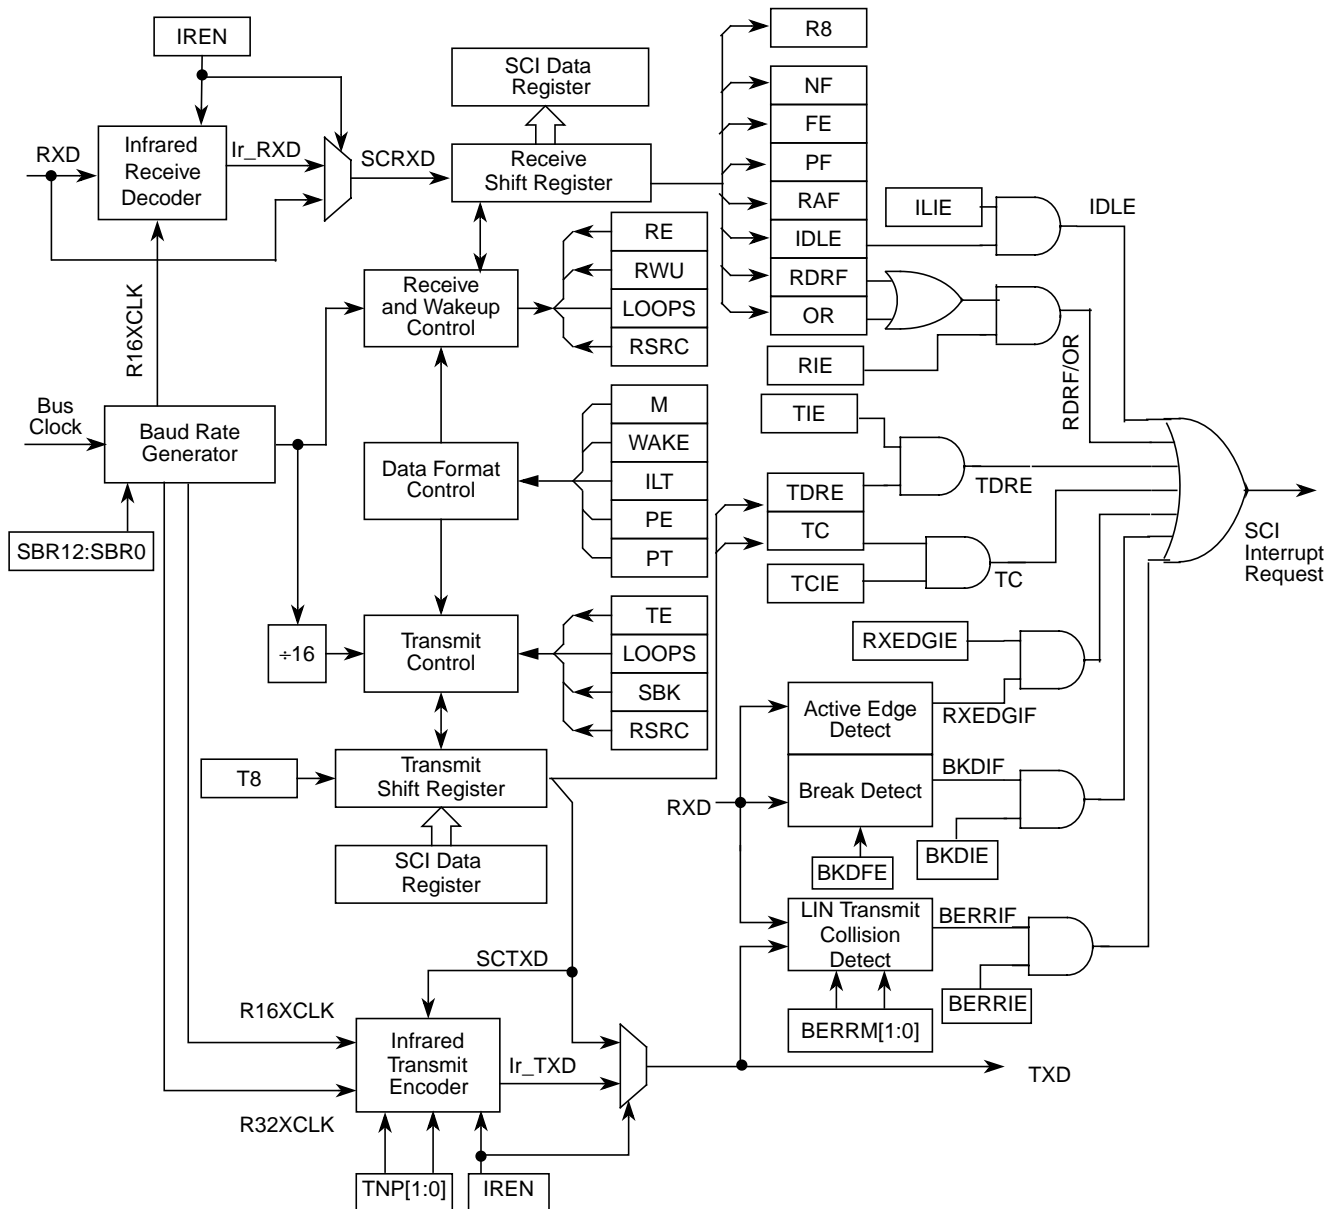 IREN
SCI Data
Register
R8
NF
FE
PF
RAF
IDLE
RDRF
OR
RXD
Infrared
Receive
Decoder
Ir_RXD
SCRXD
Receive
Shift Register
ILIE
IDLE
RE
RWU
LOOPS
RSRC
Receive
and Wakeup
Control
R16XCLK
RIE
RDRF/OR
Bus
Clock
Baud Rate
Generator
SBR12:SBR0
Data Format
Control
M
WAKE
ILT
PE
PT
TIE
TDRE
TC
TCIE
TDRE
TC
SCI
Interrupt
Request
÷16
Transmit
Control
TE
LOOPS
SBK
RSRC
RXEDGIE
Active Edge
Detect
RXEDGIF
T8
Transmit
Shift Register
RXD
Break Detect
BKDIF
BKDIE
BKDFE
SCI Data
Register
LIN Transmit
Collision
Detect
BERRIF
BERRIE
BERRM[1:0]
SCTXD
R16XCLK
Infrared
Transmit
Encoder
Ir_TXD
R32XCLK
TXD
TNP[1:0]
IREN